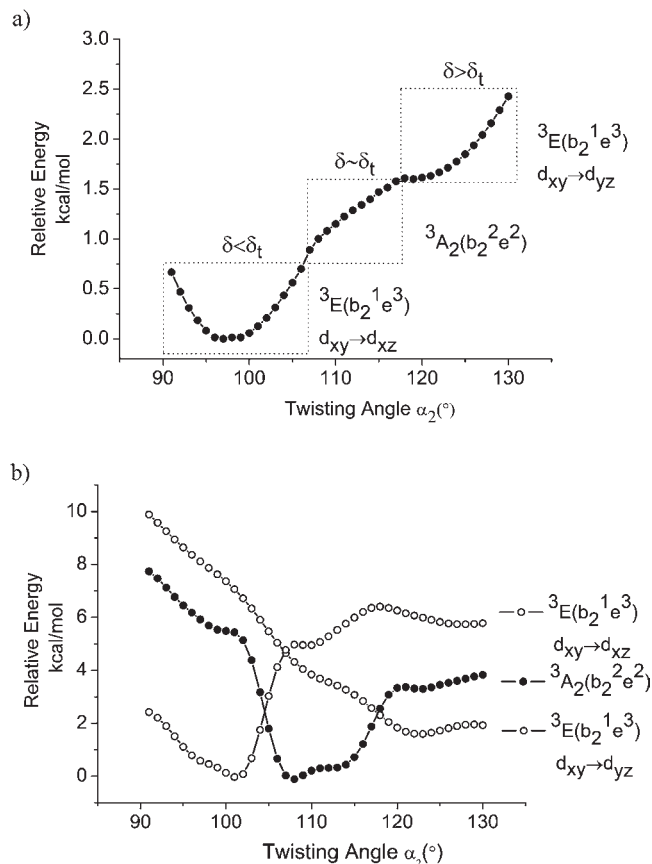 a)
3.0
2.5
2.0
1.5
1.0
0.5
0.0
Reletive Energy
kcal/mol
δ<δt
δ~δt
δ>δt
³E(b₂¹e³)
dxy→dyz
³A₂(b₂²e²)
³E(b₂¹e³)
dxy→dxz
90 100 110 120 130
Twisting Angle α₂(°)
b)
10
8
6
4
2
0
Relative Energy
kcal/mol
³E(b₂¹e³)
dxy→dxz
³A₂(b₂²e²)
³E(b₂¹e³)
dxy→dyz
90 100 110 120 130
Twisting Angle α₂(°)